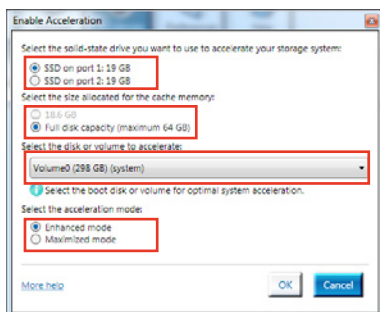 Enable Acceleration
Select the solid-state drive you want to use to accelerate your storage system:
SSD on port 1: 19 GB
SSD on port 2: 19 GB
Select the size allocated for the cache memory:
18.6 GB
Full disk capacity (maximum 64 GB)
Select the disk or volume to accelerate:
Volume0 (298 GB) (system)
Select the boot disk or volume for optimal system acceleration.
Select the acceleration mode:
Enhanced mode
Maximized mode
More help
OK
Cancel